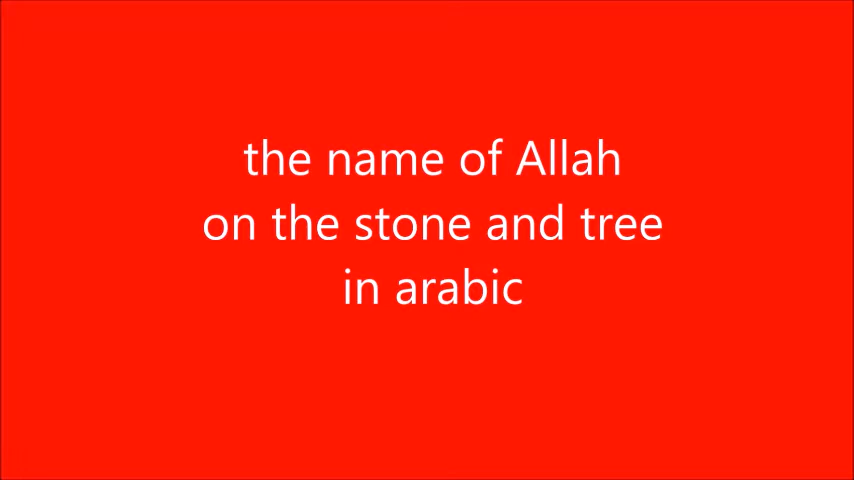 the name of Allah
on the stone and tree
in arabic